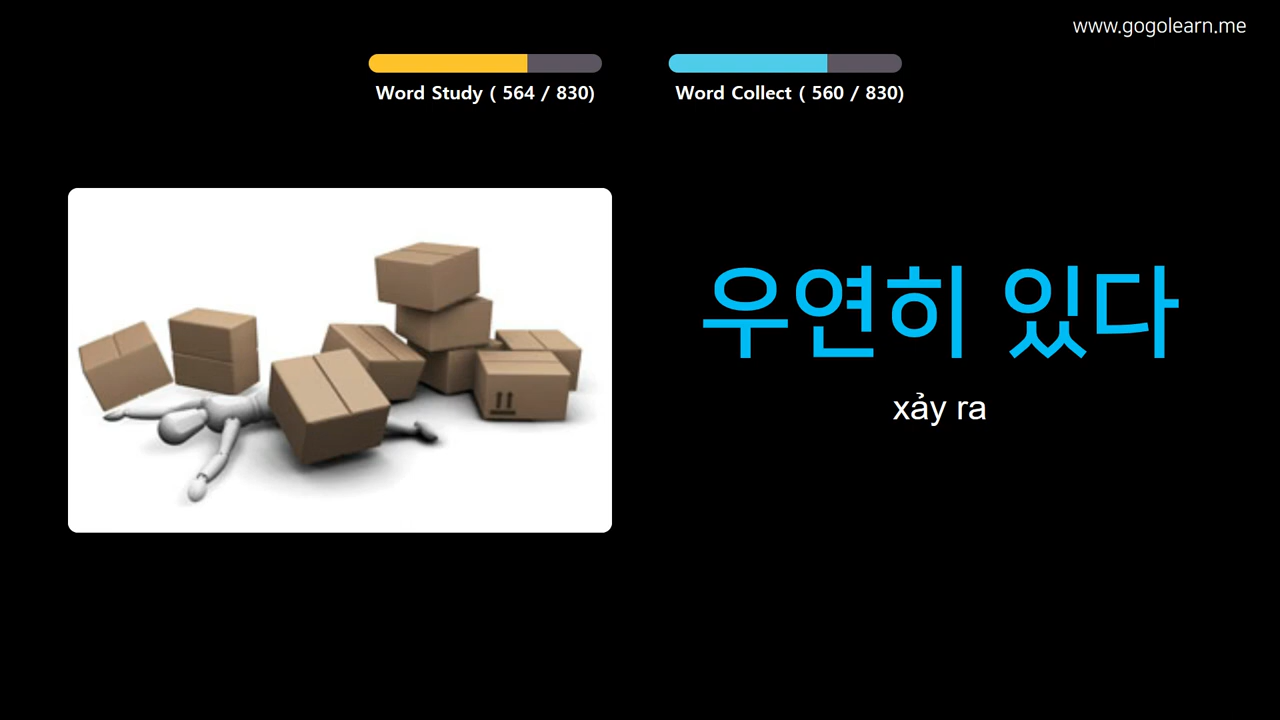 www.gogolearn.me
Word Study ( 564 / 830)
Word Collect ( 560 / 830)
우연히 있다
xảy ra